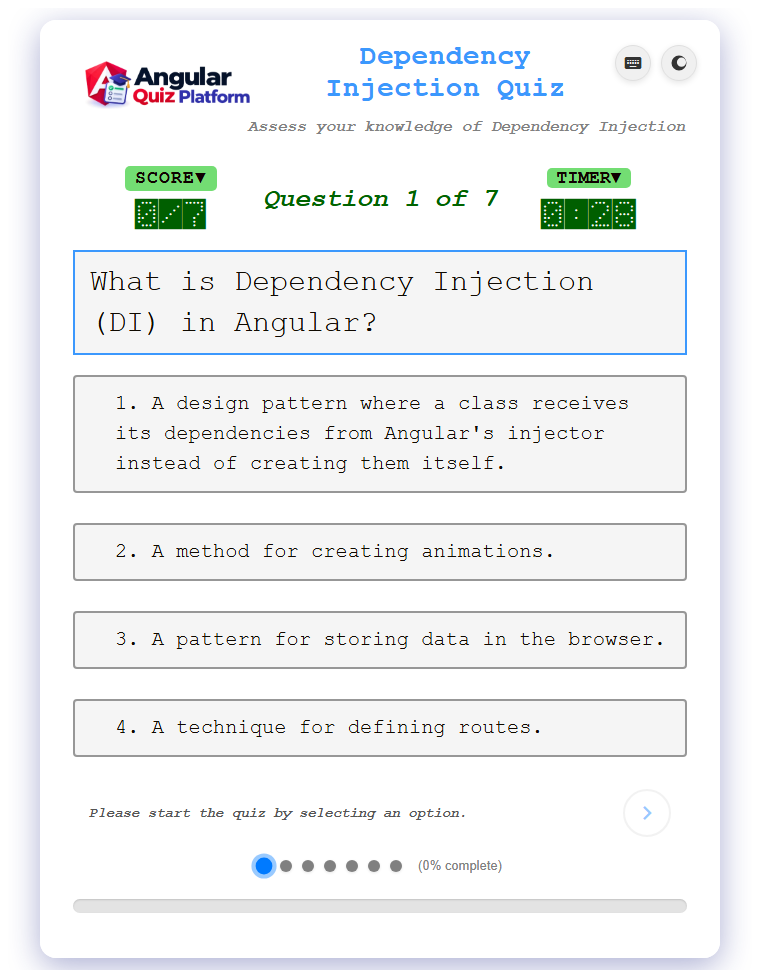 Angular
Quiz Platform
Dependency
Injection Quiz
Assess your knowledge of Dependency Injection
SCORE▼
0/7
Question 1 of 7
TIMER▼
0:28
What is Dependency Injection
(DI) in Angular?
1. A design pattern where a class receives
its dependencies from Angular's injector
instead of creating them itself.
2. A method for creating animations.
3. A pattern for storing data in the browser.
4. A technique for defining routes.
Please start the quiz by selecting an option.
(0% complete)